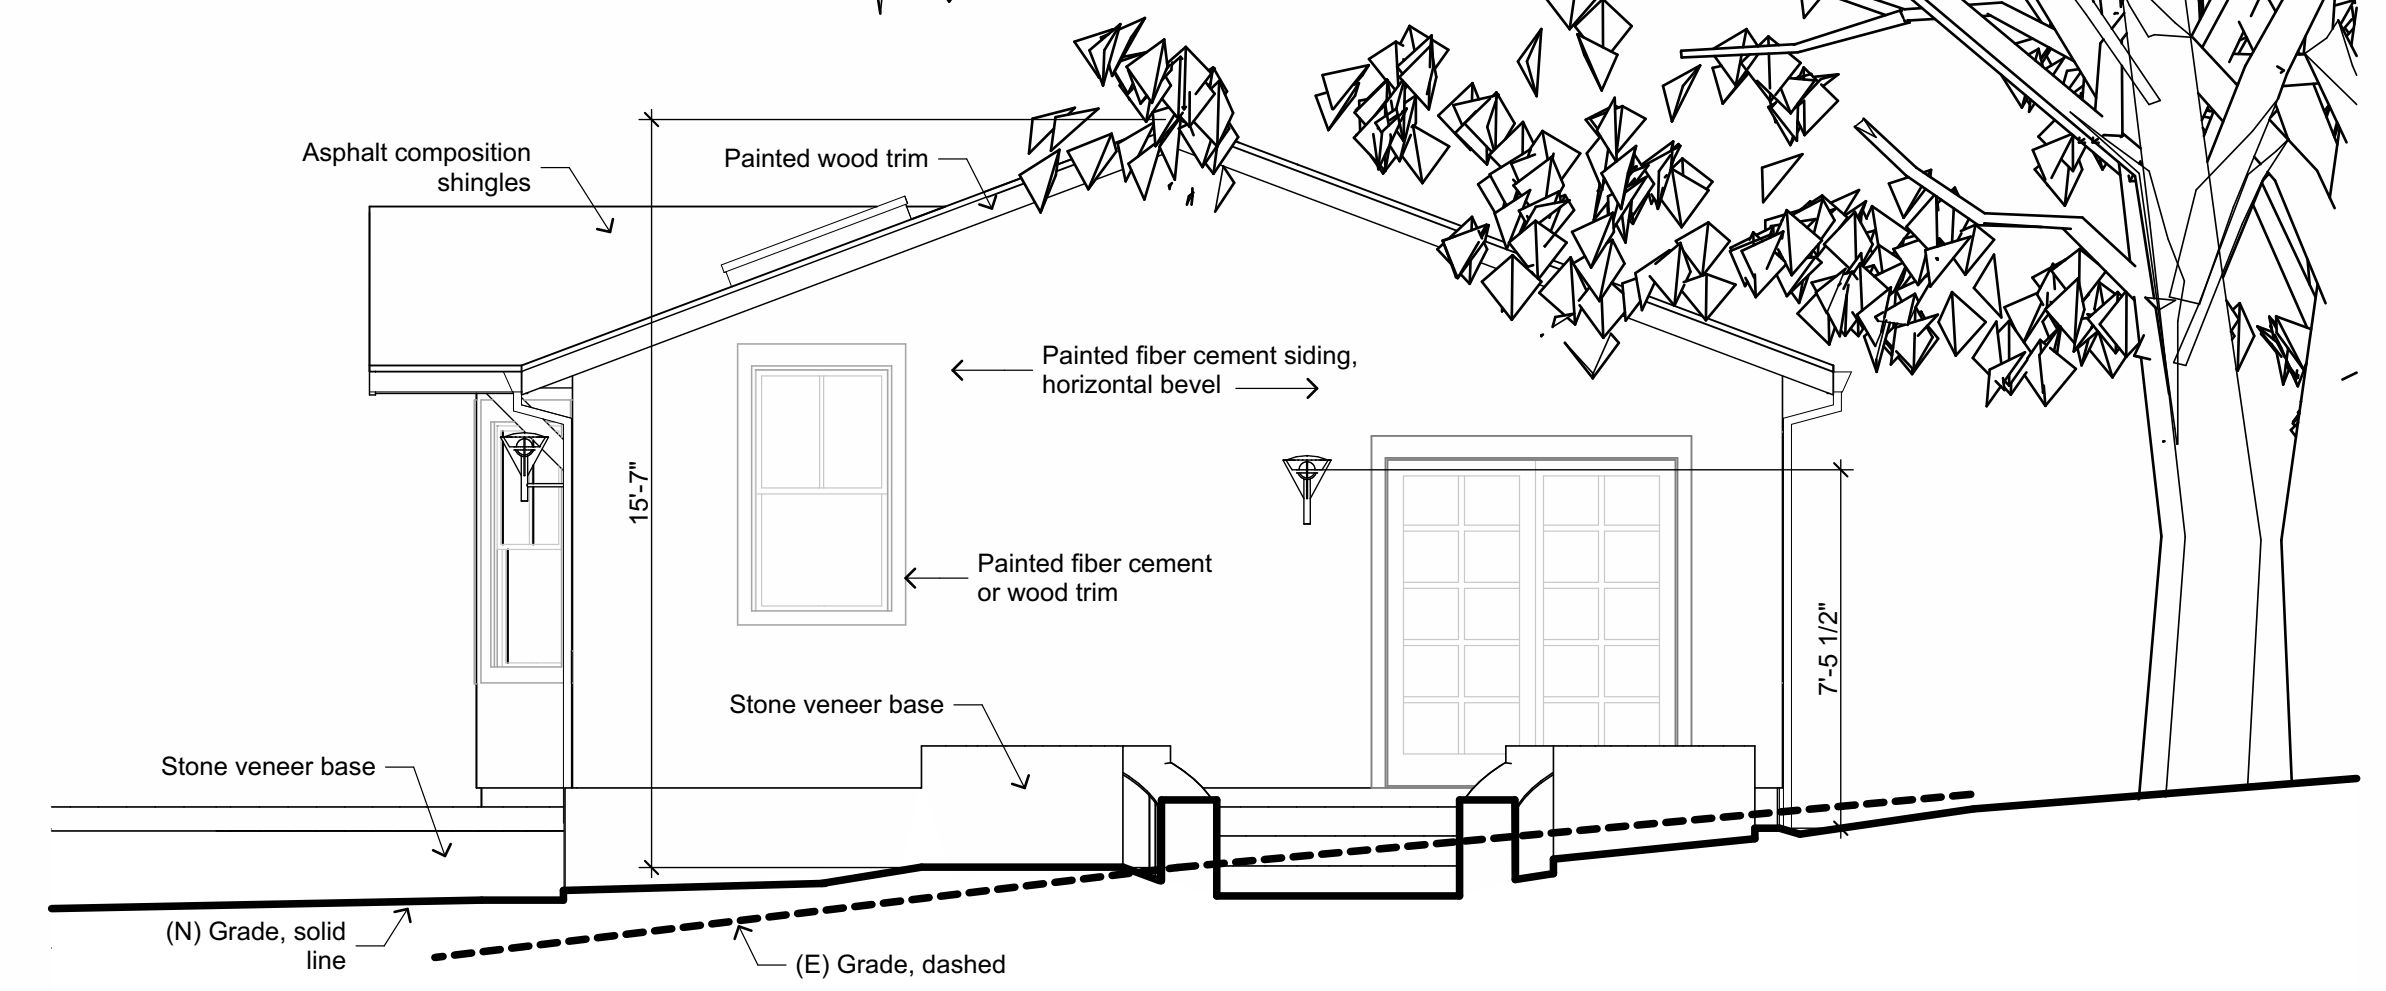 Asphalt composition
shingles
Painted wood trim
Painted fiber cement siding,
horizontal bevel
15'-7"
Painted fiber cement
or wood trim
7'-5 1/2"
Stone veneer base
Stone veneer base
(N) Grade, solid
line
(E) Grade, dashed